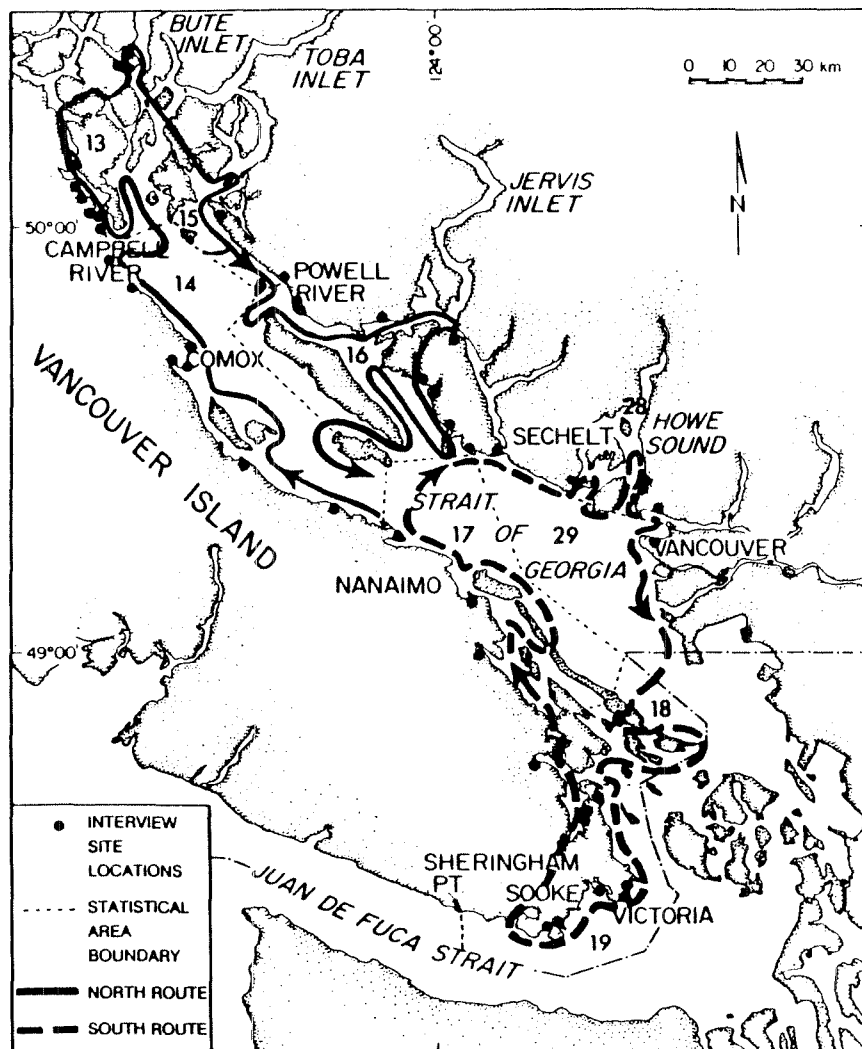 BUTE
INLET
TOBA
INLET
124°00'
0 10 20 30 km
13
JERVIS
INLET
N
15
50°00'
CAMPBELL
RIVER
14
POWELL
RIVER
COMOX
16
28
HOWE
SOUND
SECHELT
VANCOUVER ISLAND
STRAIT
OF
GEORGIA
17
29
VANCOUVER
NANAIMO
49°00'
18
SHERINGHAM
PT.
SOOKE
VICTORIA
19
JUAN DE FUCA STRAIT
INTERVIEW
SITE
LOCATIONS
STATISTICAL
AREA
BOUNDARY
NORTH ROUTE
SOUTH ROUTE